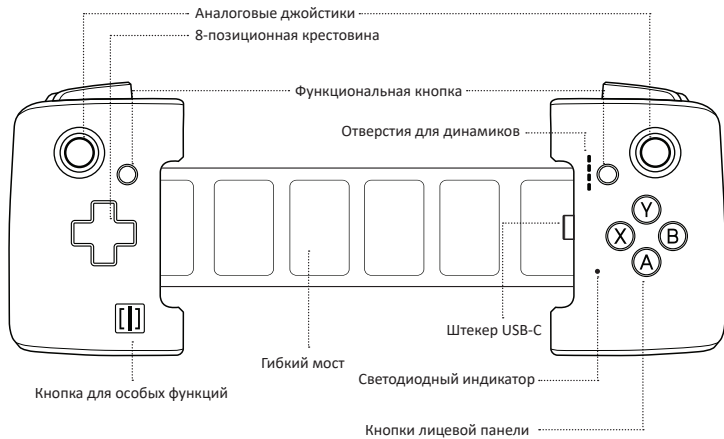 Аналоговые джойстики
8-позиционная крестовина
Функциональная кнопка
Отверстия для динамиков
Y
X
B
A
Штекер USB-C
Гибкий мост
Светодиодный индикатор
Кнопка для особых функций
Кнопки лицевой панели